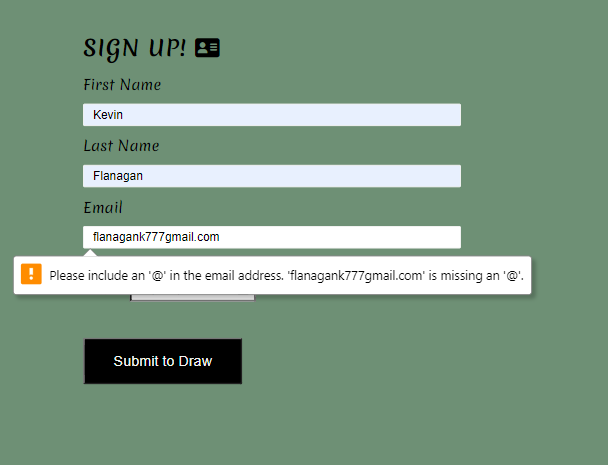 SIGN UP!
First Name
Kevin
Last Name
Flanagan
Email
flanagank777gmail.com
Please include an '@' in the email address. 'flanagank777gmail.com' is missing an '@'.
Submit to Draw